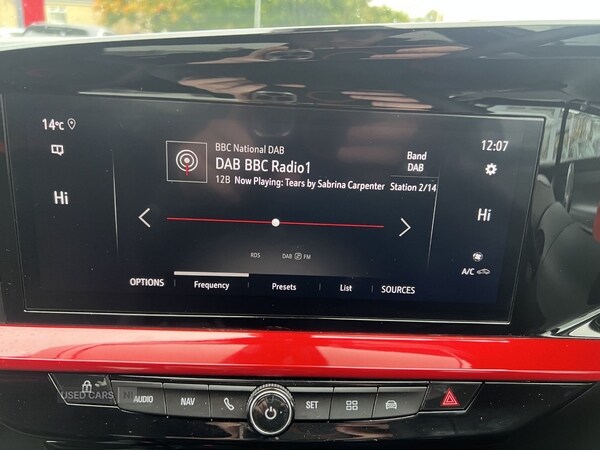 14°C
12:07
BBC National DAB
DAB BBC Radio1
12B Now Playing: Tears by Sabrina Carpenter
Band
DAB
Station 2/14
Hi
Hi
RDS
DAB FM
A/C
OPTIONS
Frequency
Presets
List
SOURCES
AUDIO
NAV
SET
USED CARS NI